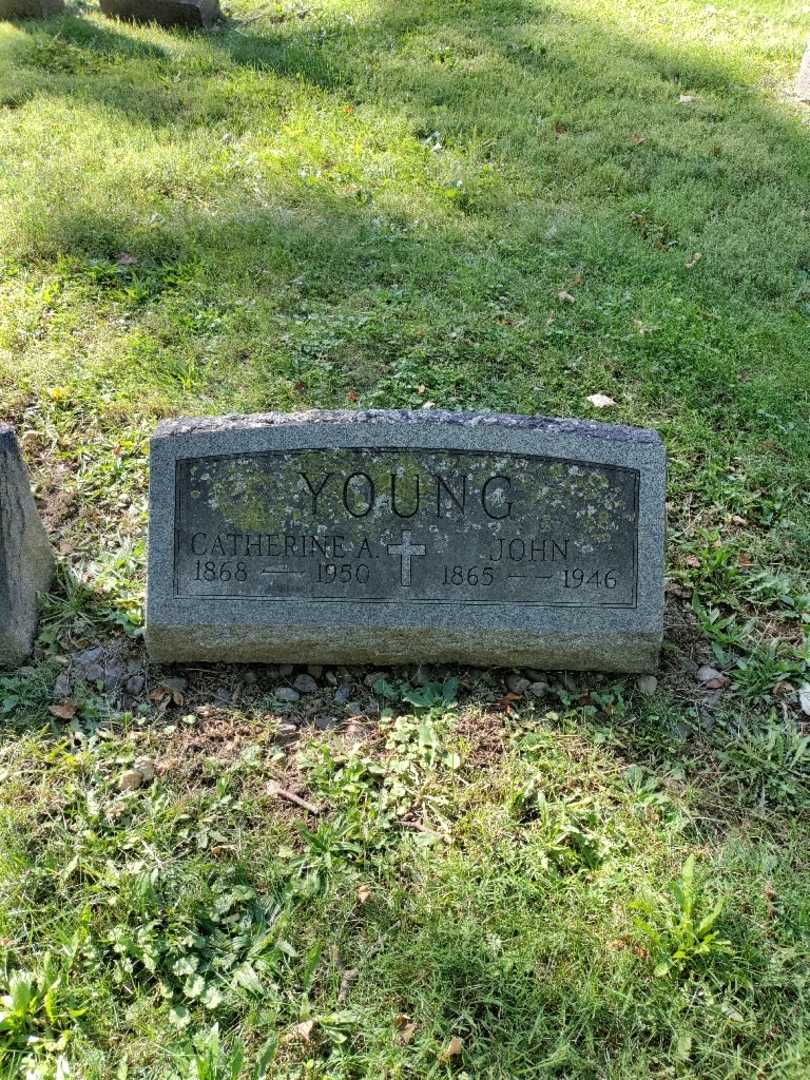 YOUNG
CATHERINE A. JOHN
1868 — 1950 1865 — 1946